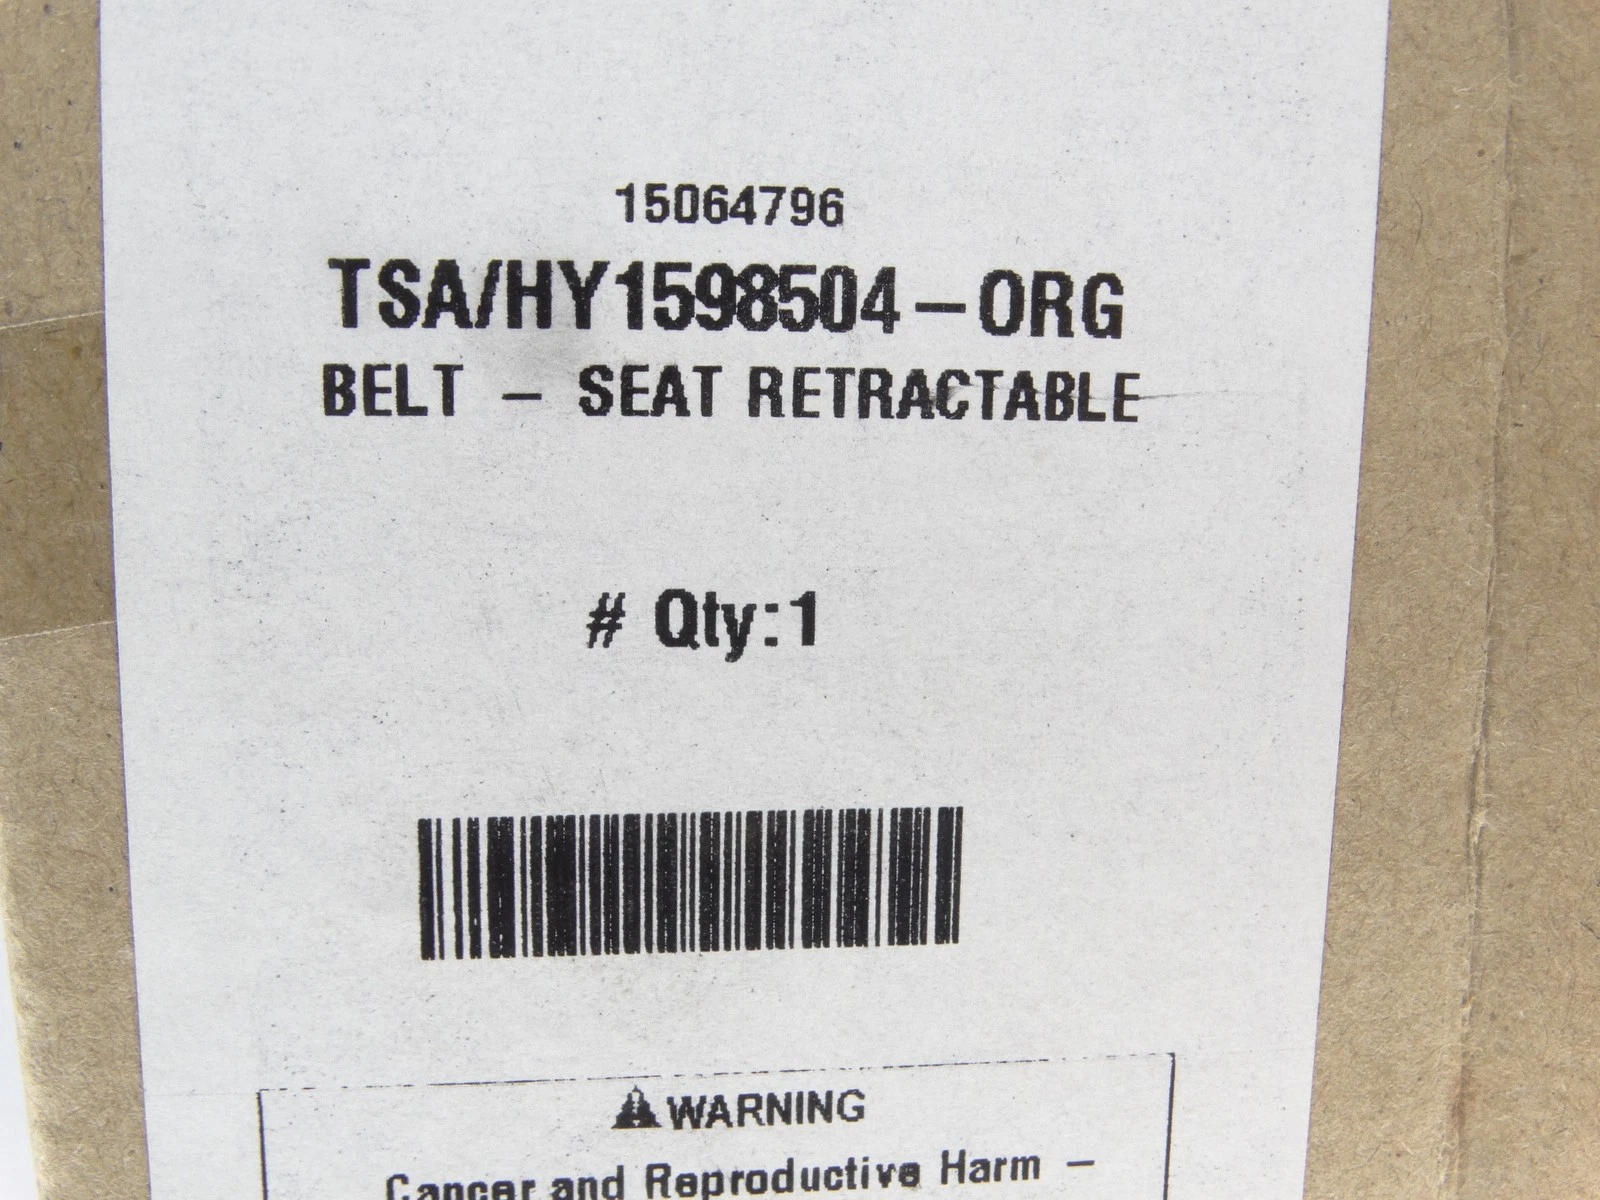 15064796
TSA/HY1598504-ORG
BELT - SEAT RETRACTABLE
# Qty:1
WARNING
Cancer and Reproductive Harm -